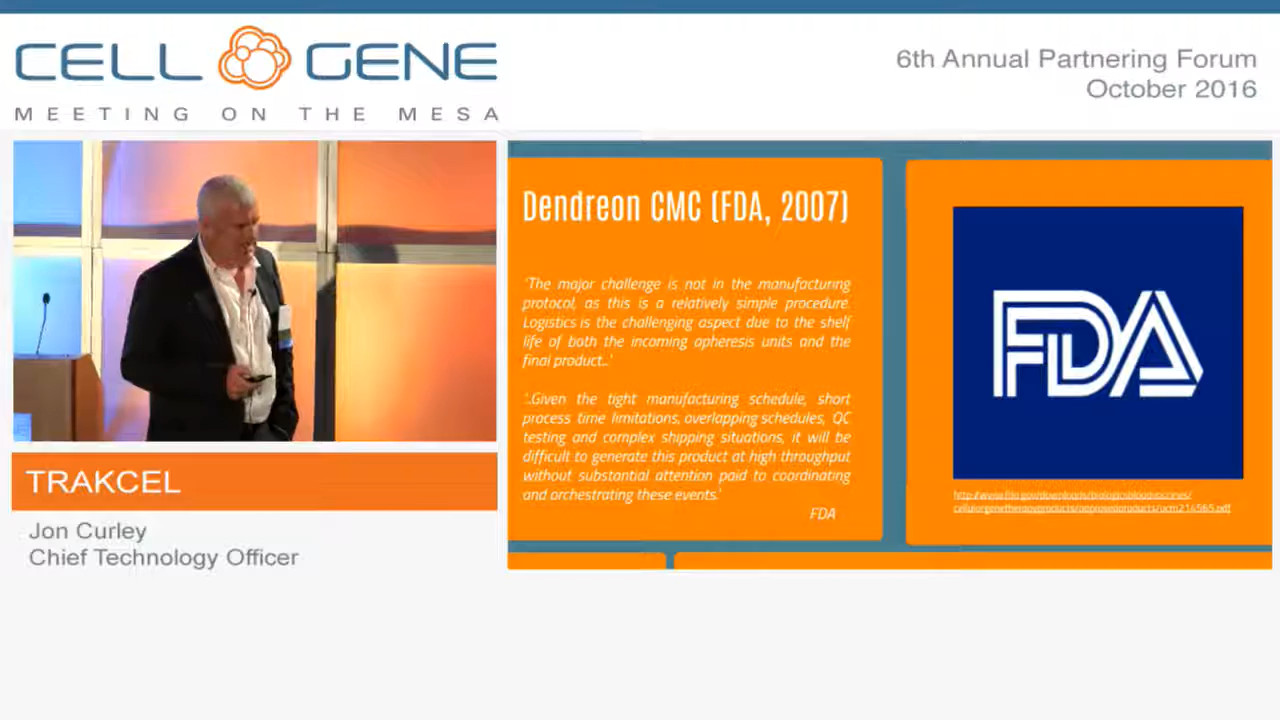 CELL GENE
MEETING ON THE MESA
6th Annual Partnering Forum
October 2016
Dendreon CMC (FDA, 2007)
'The major challenge is not in the manufacturing
protocol, as this is a relatively simple procedure.
Logistics is the challenging aspect due to the shelf
life of both the incoming apheresis units and the
final product...'
'..Given the tight manufacturing schedule, short
process time limitations, overlapping schedules, QC
testing and complex shipping situations, it will be
difficult to generate this product at high throughput
without substantial attention paid to coordinating
and orchestrating these events.'
FDA
FDA
TRAKCEL
Jon Curley
Chief Technology Officer